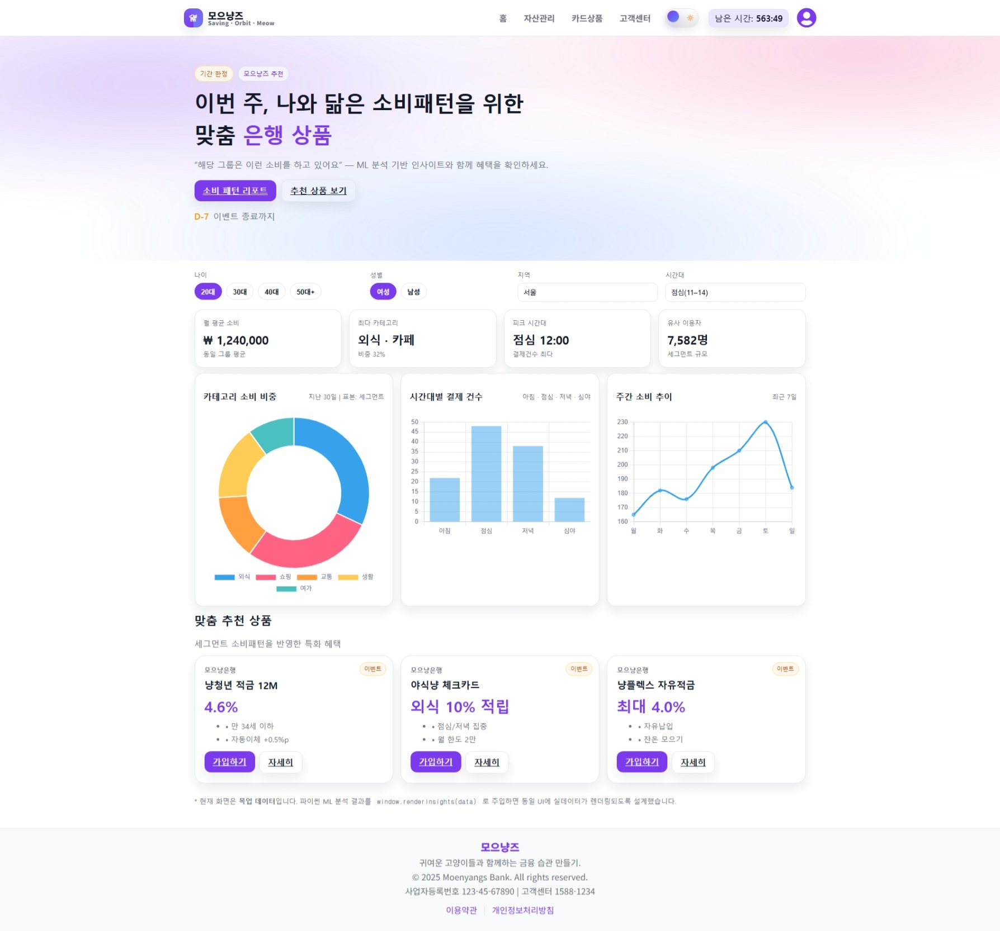 모으냥즈
Saving · Orbit · Meow
홈 자산관리 카드상품 고객센터 남은 시간: 563:49
기간 한정 모으냥즈 추천
이번 주, 나와 닮은 소비패턴을 위한
맞춤 은행 상품
“해당 그룹은 이런 소비를 하고 있어요” — ML 분석 기반 인사이트와 함께 혜택을 확인하세요.
소비 패턴 리포트 추천 상품 보기
D-7 이벤트 종료까지
나이 성별 지역 시간대
20대 30대 40대 50대+ 여성 남성 서울 점심(11–14)
월 평균 소비
₩ 1,240,000
동일 그룹 평균
최다 카테고리
외식 · 카페
비중 32%
피크 시간대
점심 12:00
결제건수 최다
유사 이용자
7,582명
세그먼트 규모
카테고리 소비 비중 지난 30일 | 표본: 세그먼트
외식 쇼핑 교통 생활
여가
시간대별 결제 건수 아침 · 점심 · 저녁 · 심야
50
45
40
35
30
25
20
15
10
5
0
아침 점심 저녁 심야
주간 소비 추이 최근 7일
230
220
210
200
190
180
170
160
월 화 수 목 금 토 일
맞춤 추천 상품
세그먼트 소비패턴을 반영한 특화 혜택
모으냥은행 이벤트
냥청년 적금 12M
4.6%
• • 만 34세 이하
• • 자동이체 +0.5%p
가입하기 자세히
모으냥은행 이벤트
야식냥 체크카드
외식 10% 적립
• • 점심/저녁 집중
• • 월 한도 2만
가입하기 자세히
모으냥은행 이벤트
냥플렉스 자유적금
최대 4.0%
• • 자유납입
• • 잔돈 모으기
가입하기 자세히
* 현재 화면은 목업 데이터입니다. 파이썬 ML 분석 결과를 window.renderInsights(data) 로 주입하면 동일 UI에 실데이터가 렌더링되도록 설계했습니다.
모으냥즈
귀여운 고양이들과 함께하는 금융 습관 만들기.
© 2025 Moenyangs Bank. All rights reserved.
사업자등록번호 123-45-67890 | 고객센터 1588-1234
이용약관 개인정보처리방침